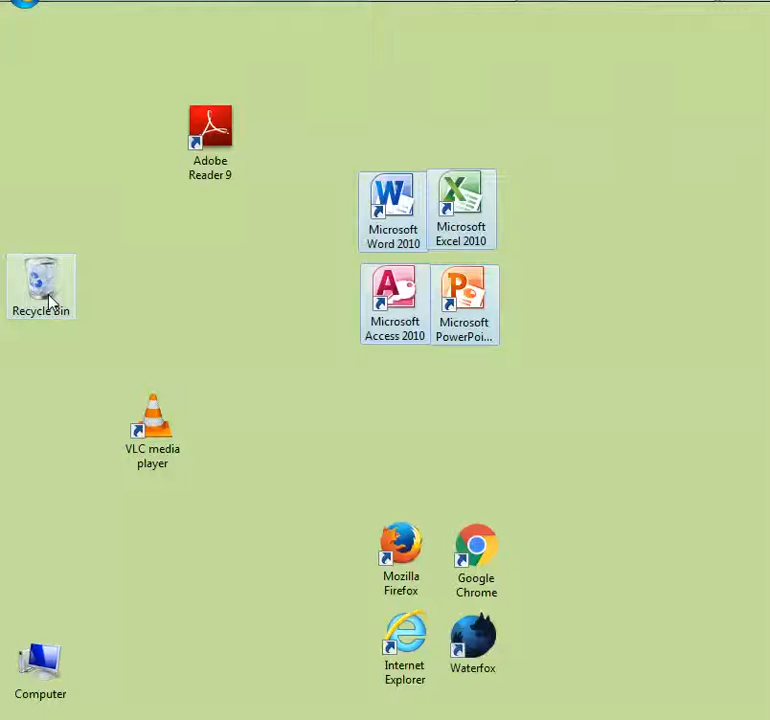 Adobe
Reader 9
Microsoft
Word 2010
Microsoft
Excel 2010
Recycle Bin
Microsoft
Access 2010
Microsoft
PowerPoi...
VLC media
player
Mozilla
Firefox
Google
Chrome
Internet
Explorer
Waterfox
Computer